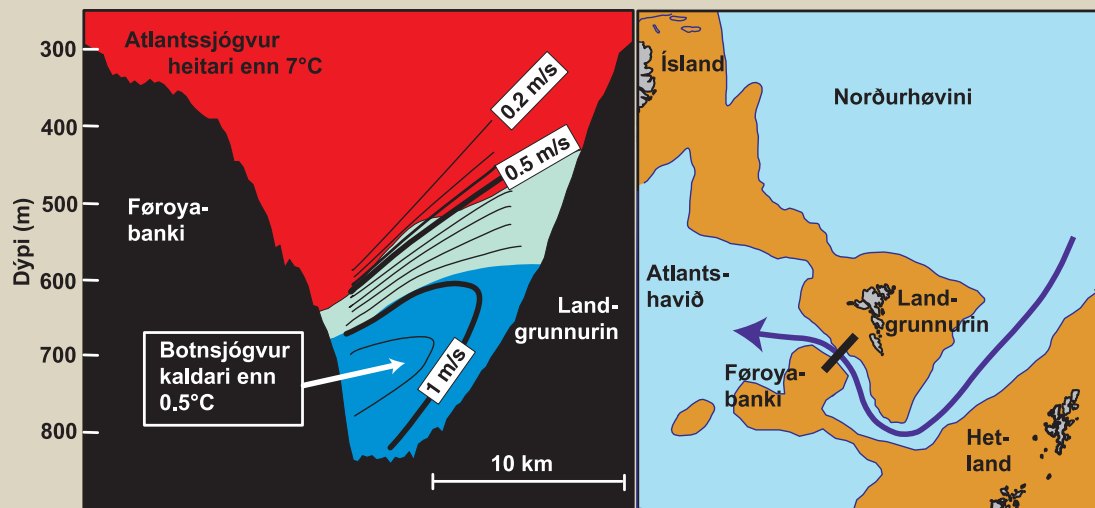 Dýpi (m)
300
400
500
600
700
800
Atlantssjógvur
heitari enn 7°C
0.2 m/s
0.5 m/s
Føroya-
banki
Land-
grunnurin
Botnsjógvur
kaldari enn
0.5°C
1 m/s
10 km
Ísland
Norðurhøvini
Atlants-
havið
Land-
grunnurin
Føroya-
banki
Het-
land